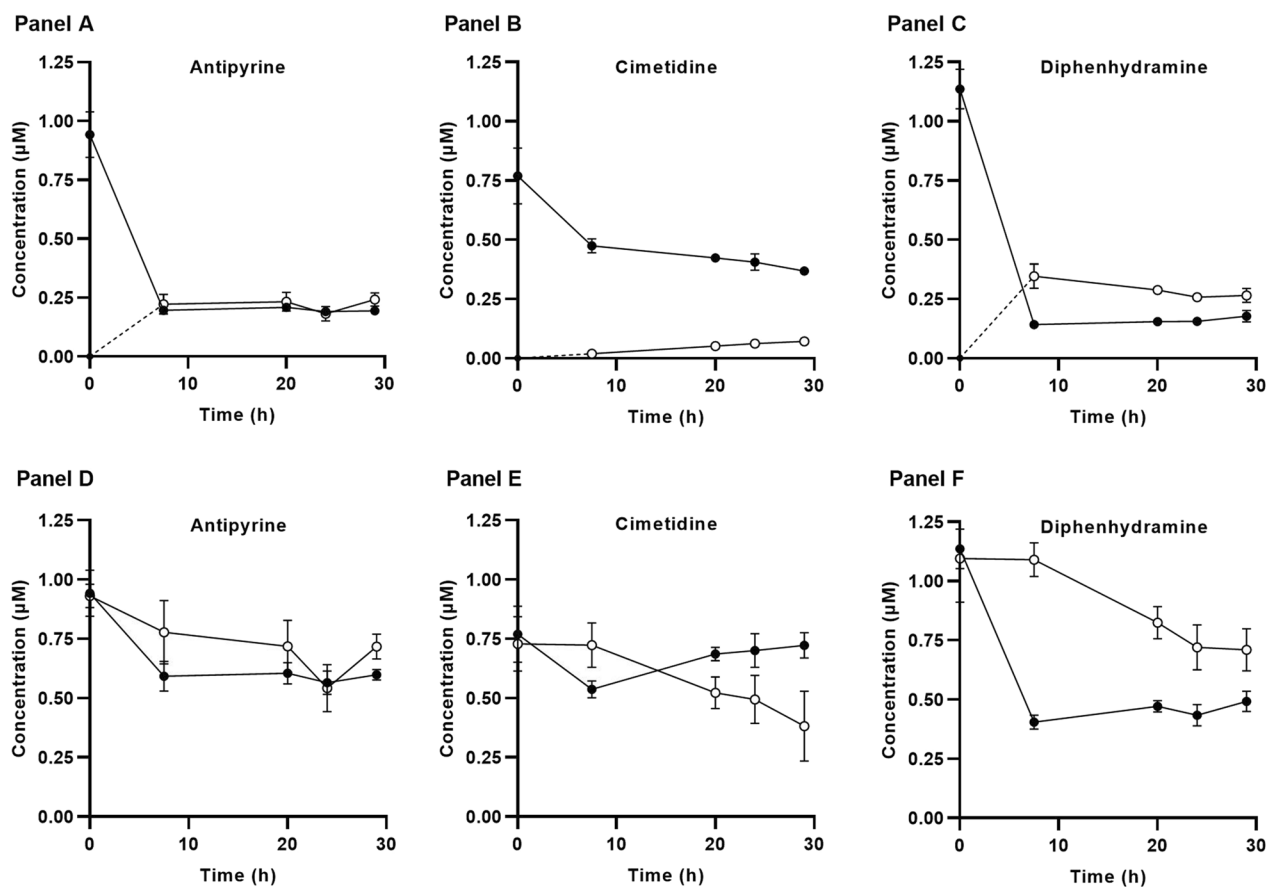 Panel A
Antipyrine
Concentration (µM)
1.25
1.00
0.75
0.50
0.25
0.00
0 10 20 30
Time (h)
Panel B
Cimetidine
Concentration (µM)
1.25
1.00
0.75
0.50
0.25
0.00
0 10 20 30
Time (h)
Panel C
Diphenhydramine
Concentration (µM)
1.25
1.00
0.75
0.50
0.25
0.00
0 10 20 30
Time (h)
Panel D
Antipyrine
Concentration (µM)
1.25
1.00
0.75
0.50
0.25
0.00
0 10 20 30
Time (h)
Panel E
Cimetidine
Concentration (µM)
1.25
1.00
0.75
0.50
0.25
0.00
0 10 20 30
Time (h)
Panel F
Diphenhydramine
Concentration (µM)
1.25
1.00
0.75
0.50
0.25
0.00
0 10 20 30
Time (h)